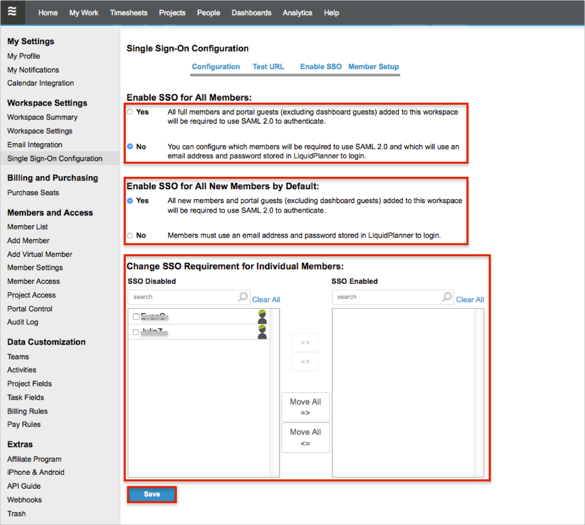 Home My Work Timesheets Projects People Dashboards Analytics Help
My Settings
My Profile
My Notifications
Calendar Integration
Workspace Settings
Workspace Summary
Workspace Settings
Email Integration
Single Sign-On Configuration
Billing and Purchasing
Purchase Seats
Members and Access
Member List
Add Member
Add Virtual Member
Member Settings
Member Access
Project Access
Portal Control
Audit Log
Data Customization
Teams
Activities
Project Fields
Task Fields
Billing Rules
Pay Rules
Extras
Affiliate Program
iPhone & Android
API Guide
Webhooks
Trash
Single Sign-On Configuration
Configuration Test URL Enable SSO Member Setup
Enable SSO for All Members:
Yes All full members and portal guests (excluding dashboard guests) added to this workspace
will be required to use SAML 2.0 to authenticate.
No You can configure which members will be required to use SAML 2.0 and which will use an
email address and password stored in LiquidPlanner to login.
Enable SSO for All New Members by Default:
Yes All new members and portal guests (excluding dashboard guests) added to this workspace
will be required to use SAML 2.0 to authenticate.
No Members must use an email address and password stored in LiquidPlanner to login.
Change SSO Requirement for Individual Members:
SSO Disabled
search
Clear All
>>
<<
Move All
=>
Move All
<=
SSO Enabled
search
Clear All
Save